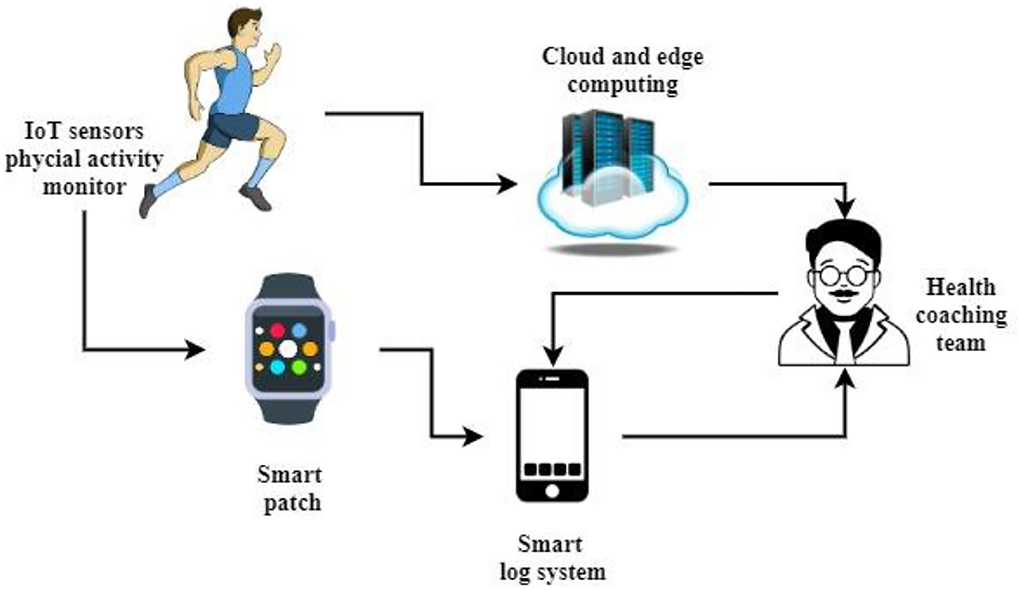 IoT sensors
phycial activity
monitor
Cloud and edge
computing
Health
coaching
team
Smart
patch
Smart
log system